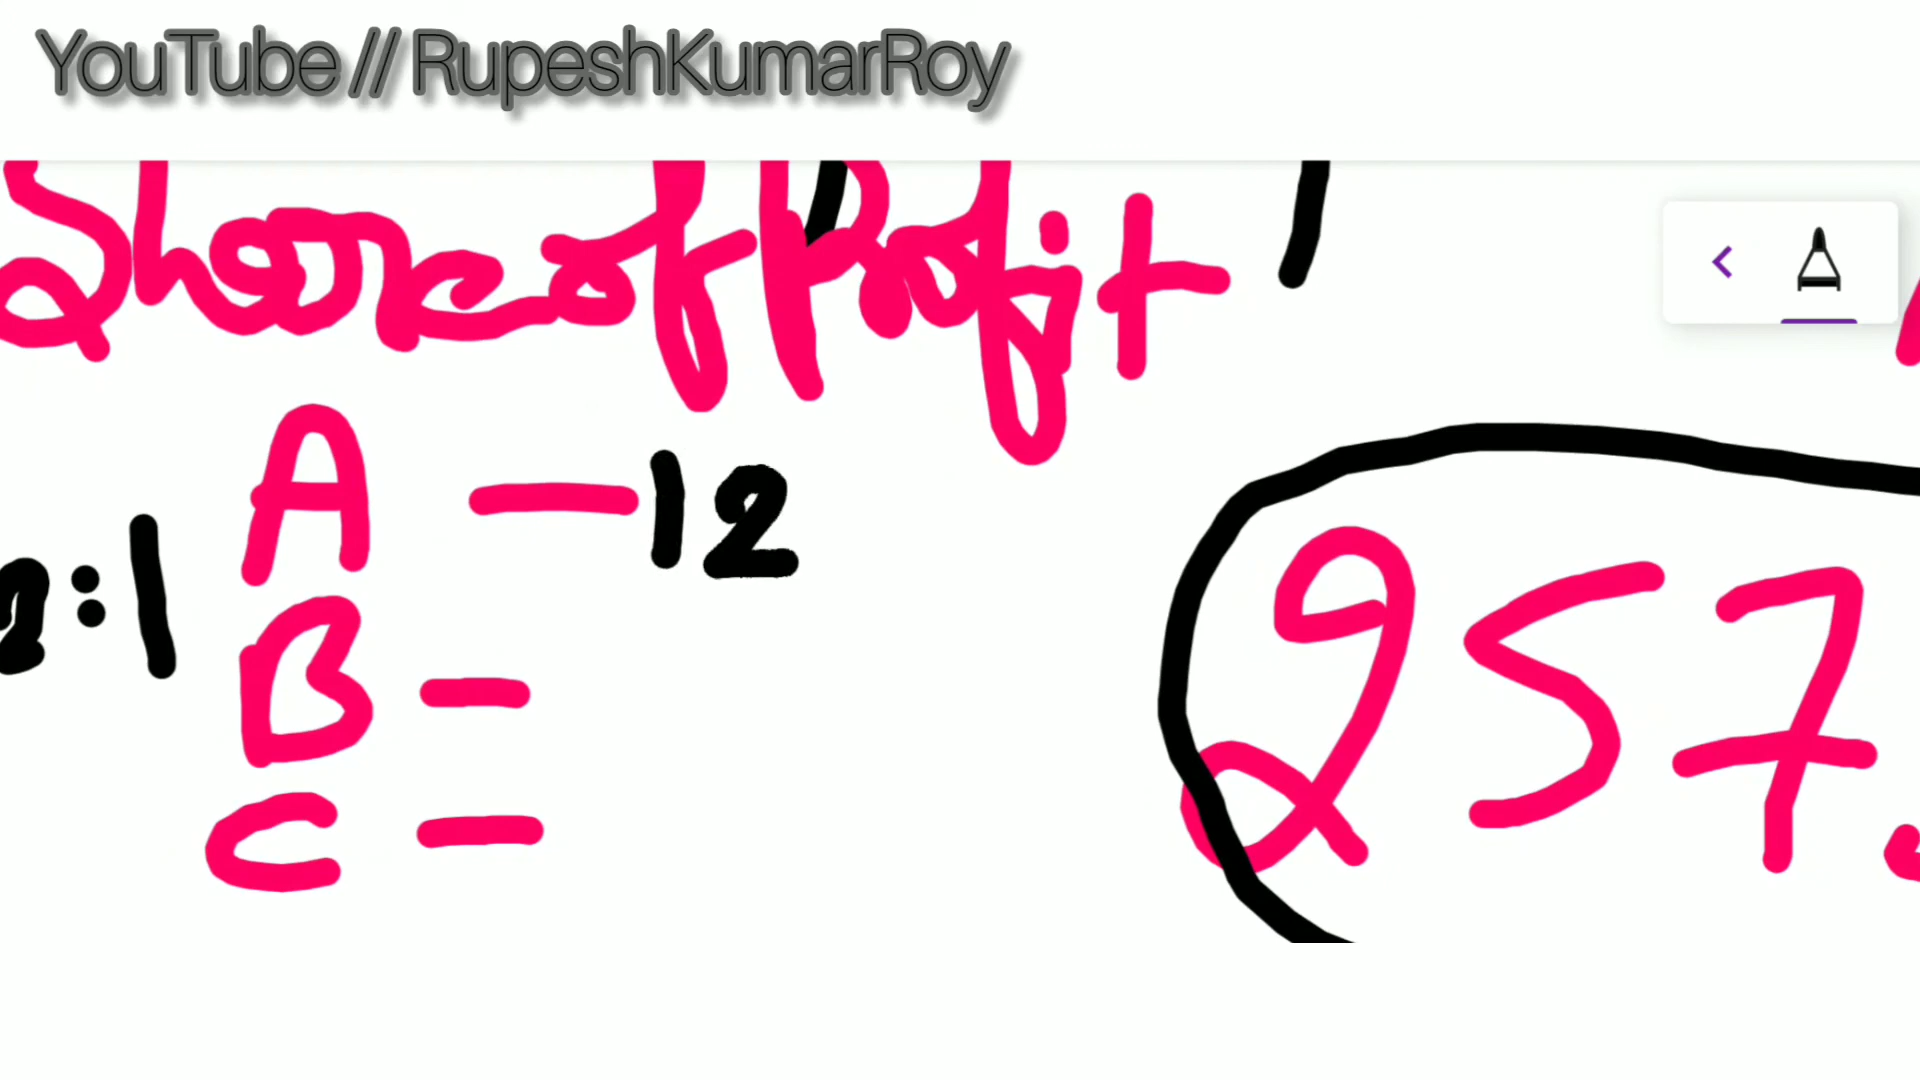 YouTube // RupeshKumarRoy
Share of Profit
A - 12
:1
B -
C -
257.